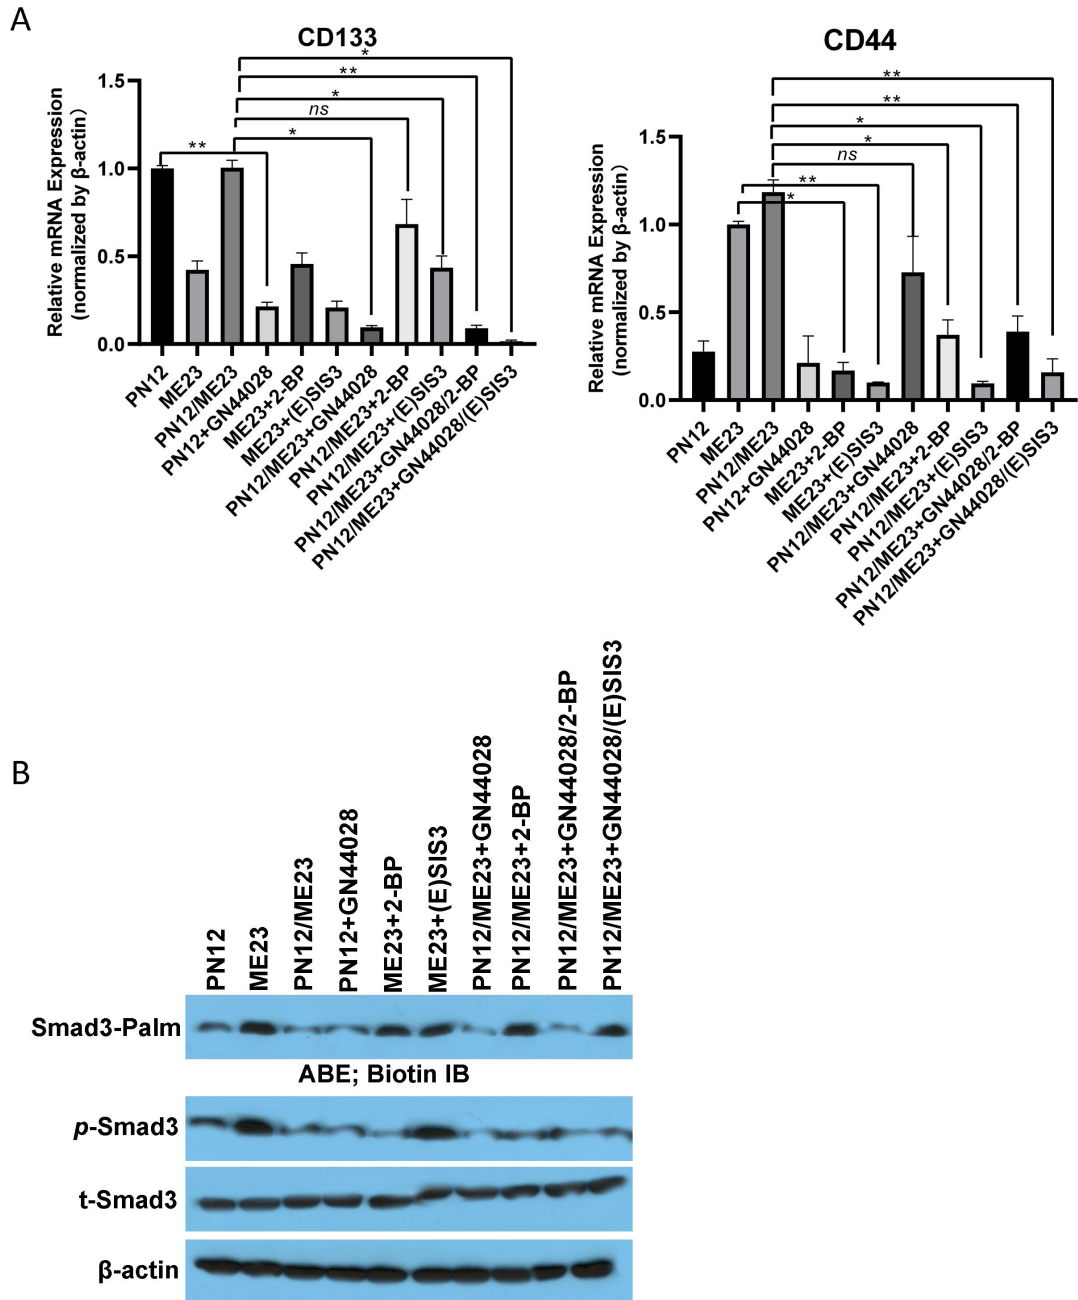 A
CD133
*
**
*
ns
*
**
Relative mRNA Expression
(normalized by β-actin)
1.5
1.0
0.5
0.0
PN12
ME23
PN12/ME23
PN12+GN44028
ME23+2-BP
ME23+(E)SIS3
PN12/ME23+GN44028
PN12/ME23+2-BP
PN12/ME23+(E)SIS3
PN12/ME23+GN44028/2-BP
PN12/ME23+GN44028/(E)SIS3
CD44
**
**
*
*
ns
**
*
Relative mRNA Expression
(normalized by β-actin)
1.5
1.0
0.5
0.0
PN12
ME23
PN12/ME23
PN12+GN44028
ME23+2-BP
ME23+(E)SIS3
PN12/ME23+GN44028
PN12/ME23+2-BP
PN12/ME23+(E)SIS3
PN12/ME23+GN44028/2-BP
PN12/ME23+GN44028/(E)SIS3
B
PN12
ME23
PN12/ME23
PN12+GN44028
ME23+2-BP
ME23+(E)SIS3
PN12/ME23+GN44028
PN12/ME23+2-BP
PN12/ME23+GN44028/2-BP
PN12/ME23+GN44028/(E)SIS3
Smad3-Palm
ABE; Biotin IB
p-Smad3
t-Smad3
β-actin